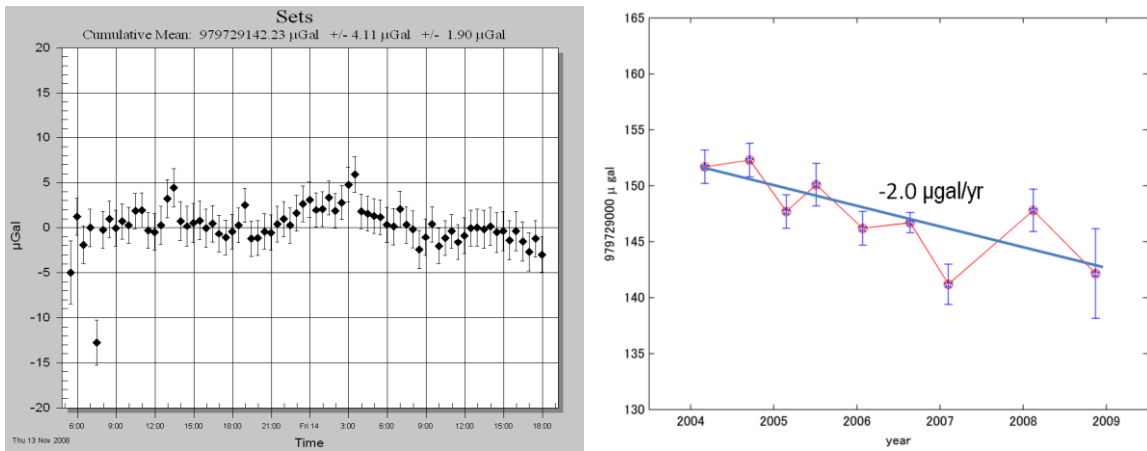 Sets
Cumulative Mean: 979729142.23 µGal +/- 4.11 µGal +/- 1.90 µGal
20
15
10
5
0
-5
-10
-15
-20
µGal
6:00 9:00 12:00 15:00 18:00 21:00 Fri 14 3:00 6:00 9:00 12:00 15:00 18:00
Thu 13 Nov 2008
Time
165
160
155
150
145
140
135
130
979729000 µ gal
-2.0 µgal/yr
2004 2005 2006 2007 2008 2009
year